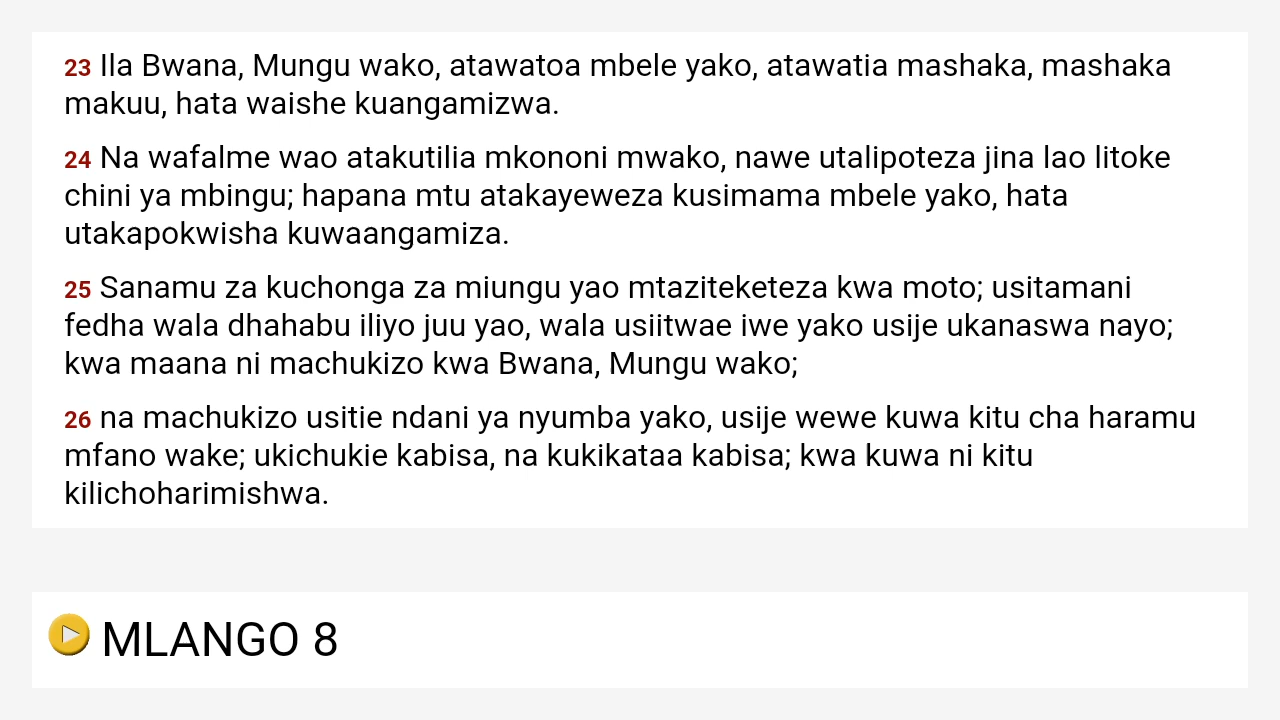 23 Ila Bwana, Mungu wako, atawatoa mbele yako, atawatia mashaka, mashaka
makuu, hata waishe kuangamizwa.
24 Na wafalme wao atakutilia mkononi mwako, nawe utalipoteza jina lao litoke
chini ya mbingu; hapana mtu atakayeweza kusimama mbele yako, hata
utakapokwisha kuwaangamiza.
25 Sanamu za kuchonga za miungu yao mtaziteketeza kwa moto; usitamani
fedha wala dhahabu iliyo juu yao, wala usiitwae iwe yako usije ukanaswa nayo;
kwa maana ni machukizo kwa Bwana, Mungu wako;
26 na machukizo usitie ndani ya nyumba yako, usije wewe kuwa kitu cha haramu
mfano wake; ukichukie kabisa, na kukikataa kabisa; kwa kuwa ni kitu
kilichoharimishwa.
MLANGO 8